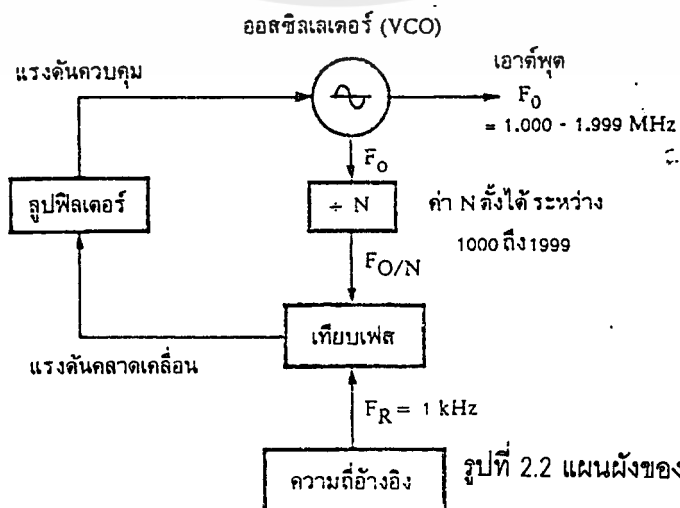 ออสซิลเลเตอร์ (VCO)
แรงดันควบคุม
เอาต์พุต
F0
= 1.000 - 1.999 MHz
FO
ลูปฟิลเตอร์
÷ N
ค่า N ตั้งได้ ระหว่าง
1000 ถึง 1999
FO/N
เทียบเฟส
แรงดันคลาดเคลื่อน
FR = 1 kHz
ความถี่อ้างอิง
รูปที่ 2.2 แผนผังของ